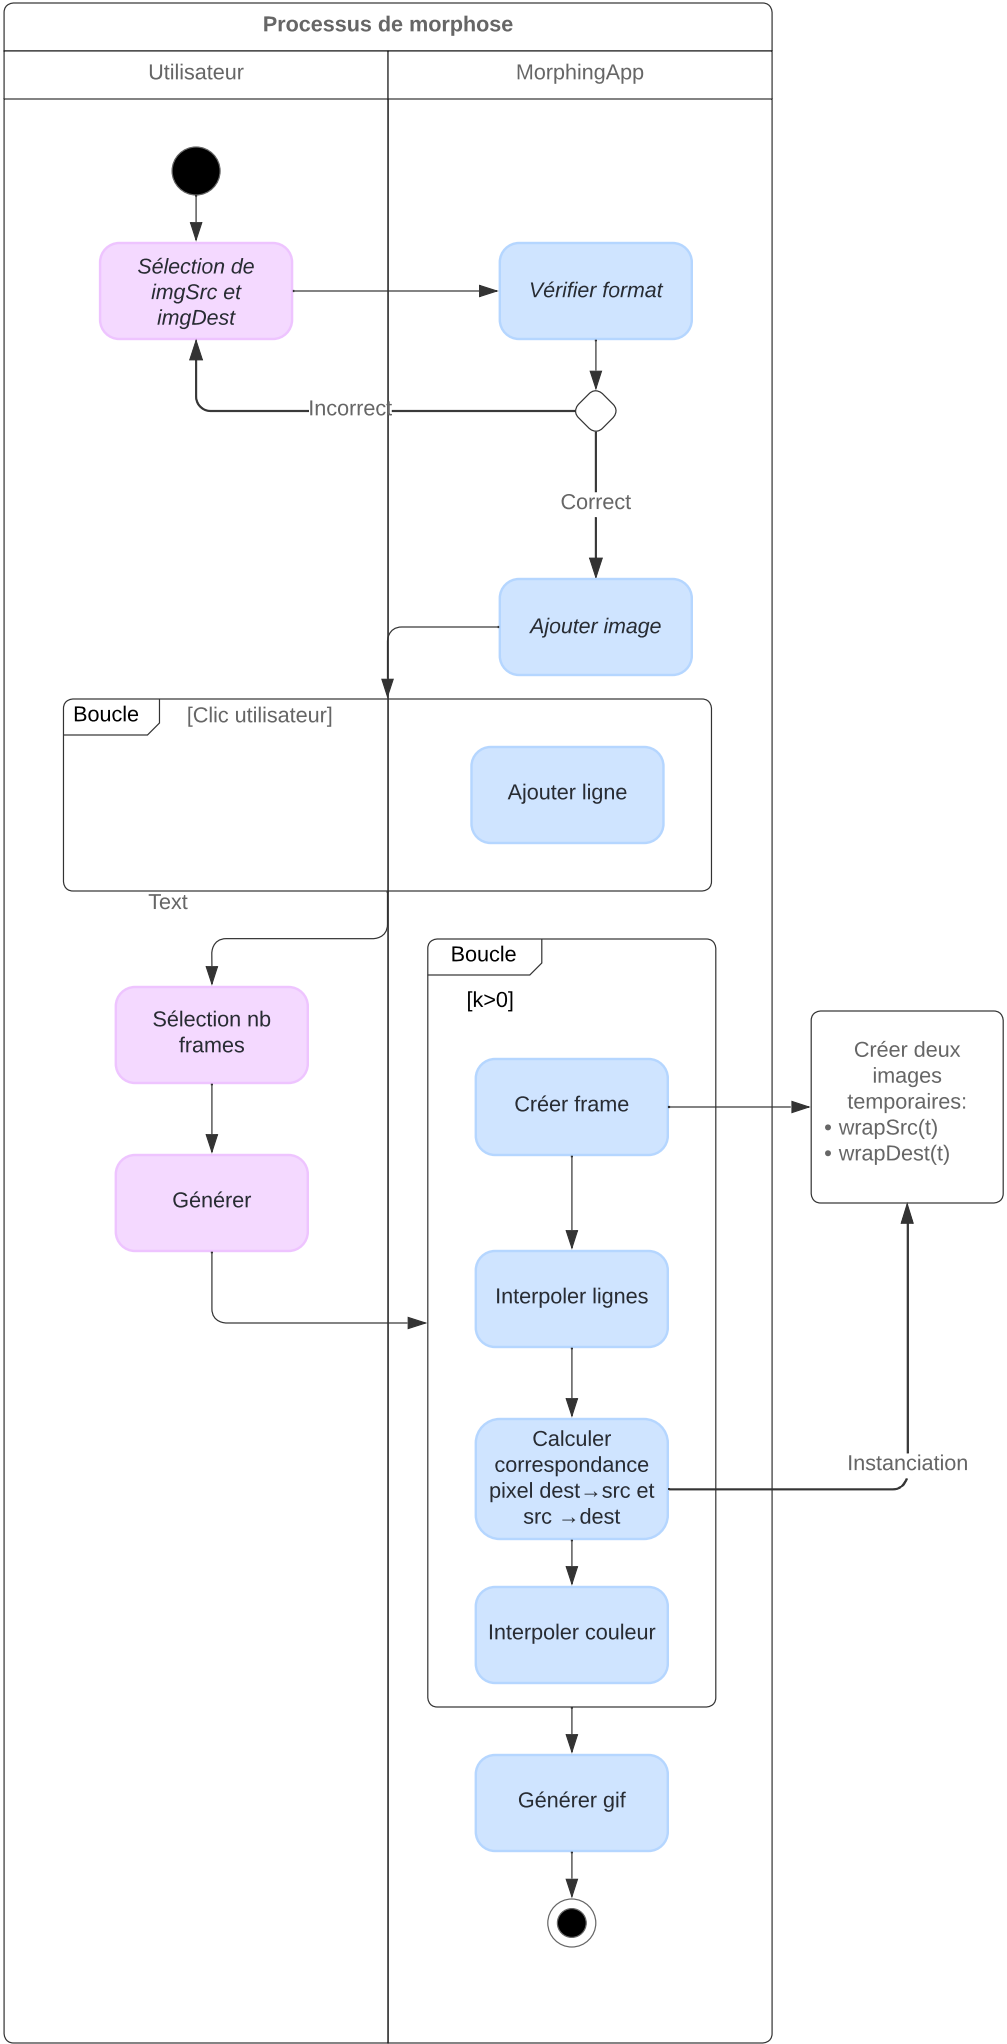 Processus de morphose
Utilisateur
MorphingApp
Sélection de
imgSrc et
imgDest
Vérifier format
Incorrect
Correct
Ajouter image
Boucle
[Clic utilisateur]
Ajouter ligne
Text
Sélection nb
frames
Générer
Boucle
[k>0]
Créer frame
Créer deux
images
temporaires:
• wrapSrc(t)
• wrapDest(t)
Interpoler lignes
Calculer
correspondance
pixel dest→src et
src →dest
Instanciation
Interpoler couleur
Générer gif